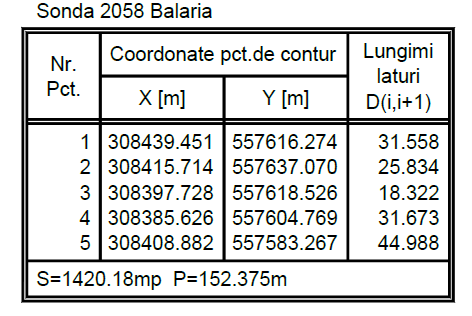 Sonda 2058 Balaria
Nr. Pct. Coordonate pct.de contur Lungimi laturi D(i,i+1)
X [m] Y [m]
1 308439.451 557616.274 31.558
2 308415.714 557637.070 25.834
3 308397.728 557618.526 18.322
4 308385.626 557604.769 31.673
5 308408.882 557583.267 44.988
S=1420.18mp P=152.375m